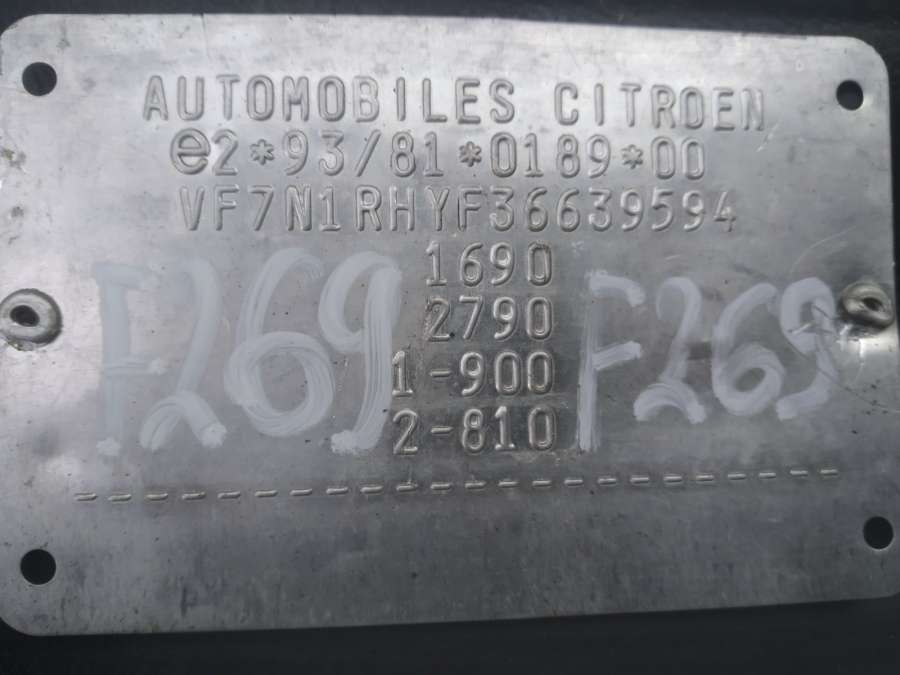 AUTOMOBILES CITROEN
e2*93/81*0189*00
VF7N1RHYF36639594
1690
2790
1-900
2-810
F269 F269